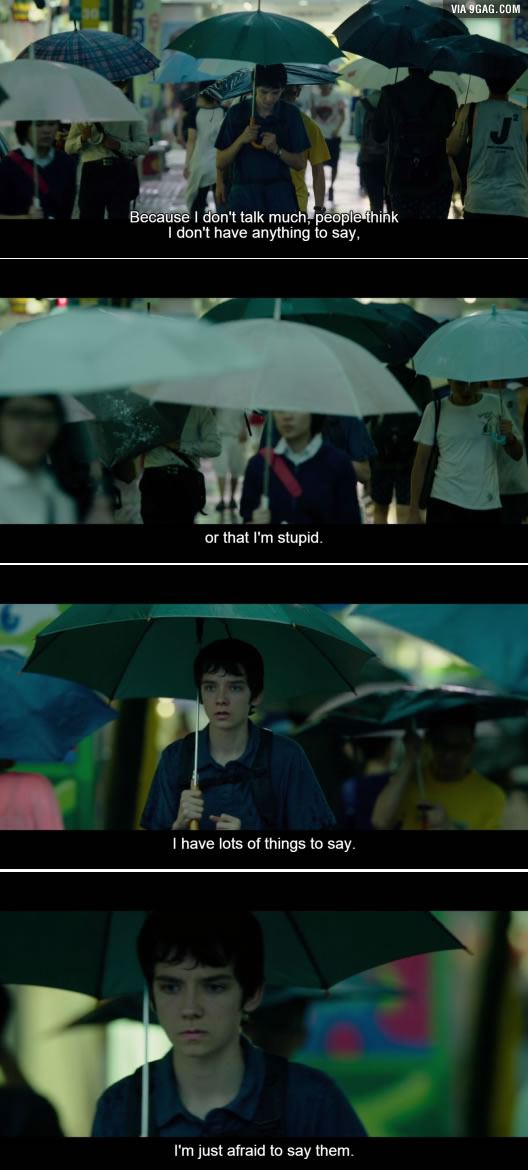 VIA 9GAG.COM
30
J
Because I don't talk much, people think
I don't have anything to say,
or that I'm stupid.
I have lots of things to say.
I'm just afraid to say them.